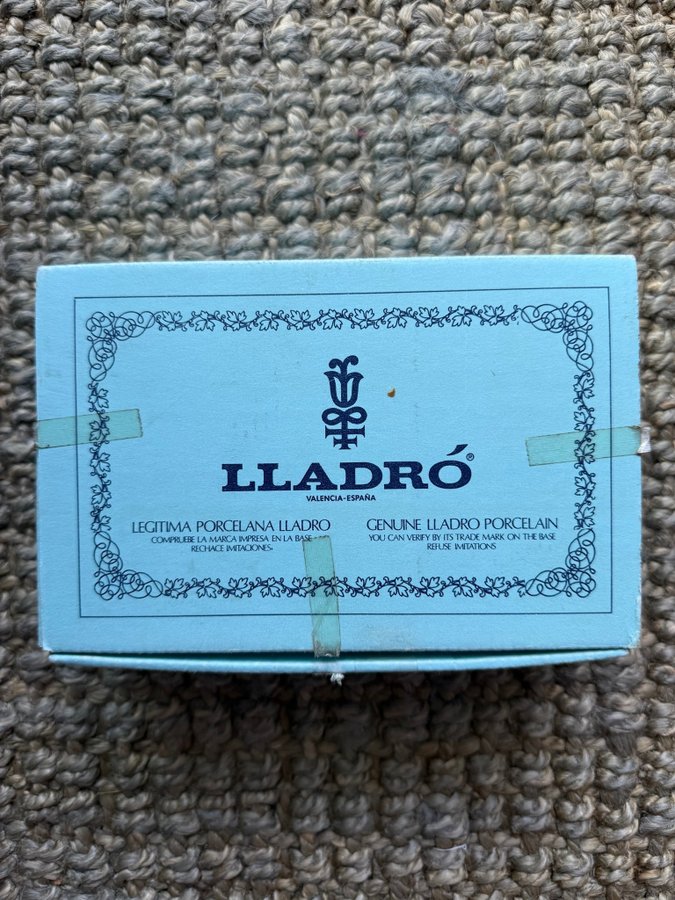 LLADRÓ®
VALENCIA-ESPAÑA
LEGITIMA PORCELANA LLADRO
COMPRUEBE LA MARCA IMPRESA EN LA BASE
RECHACE IMITACIONES.
GENUINE LLADRO PORCELAIN
YOU CAN VERIFY BY ITS TRADE MARK ON THE BASE
REFUSE IMITATIONS